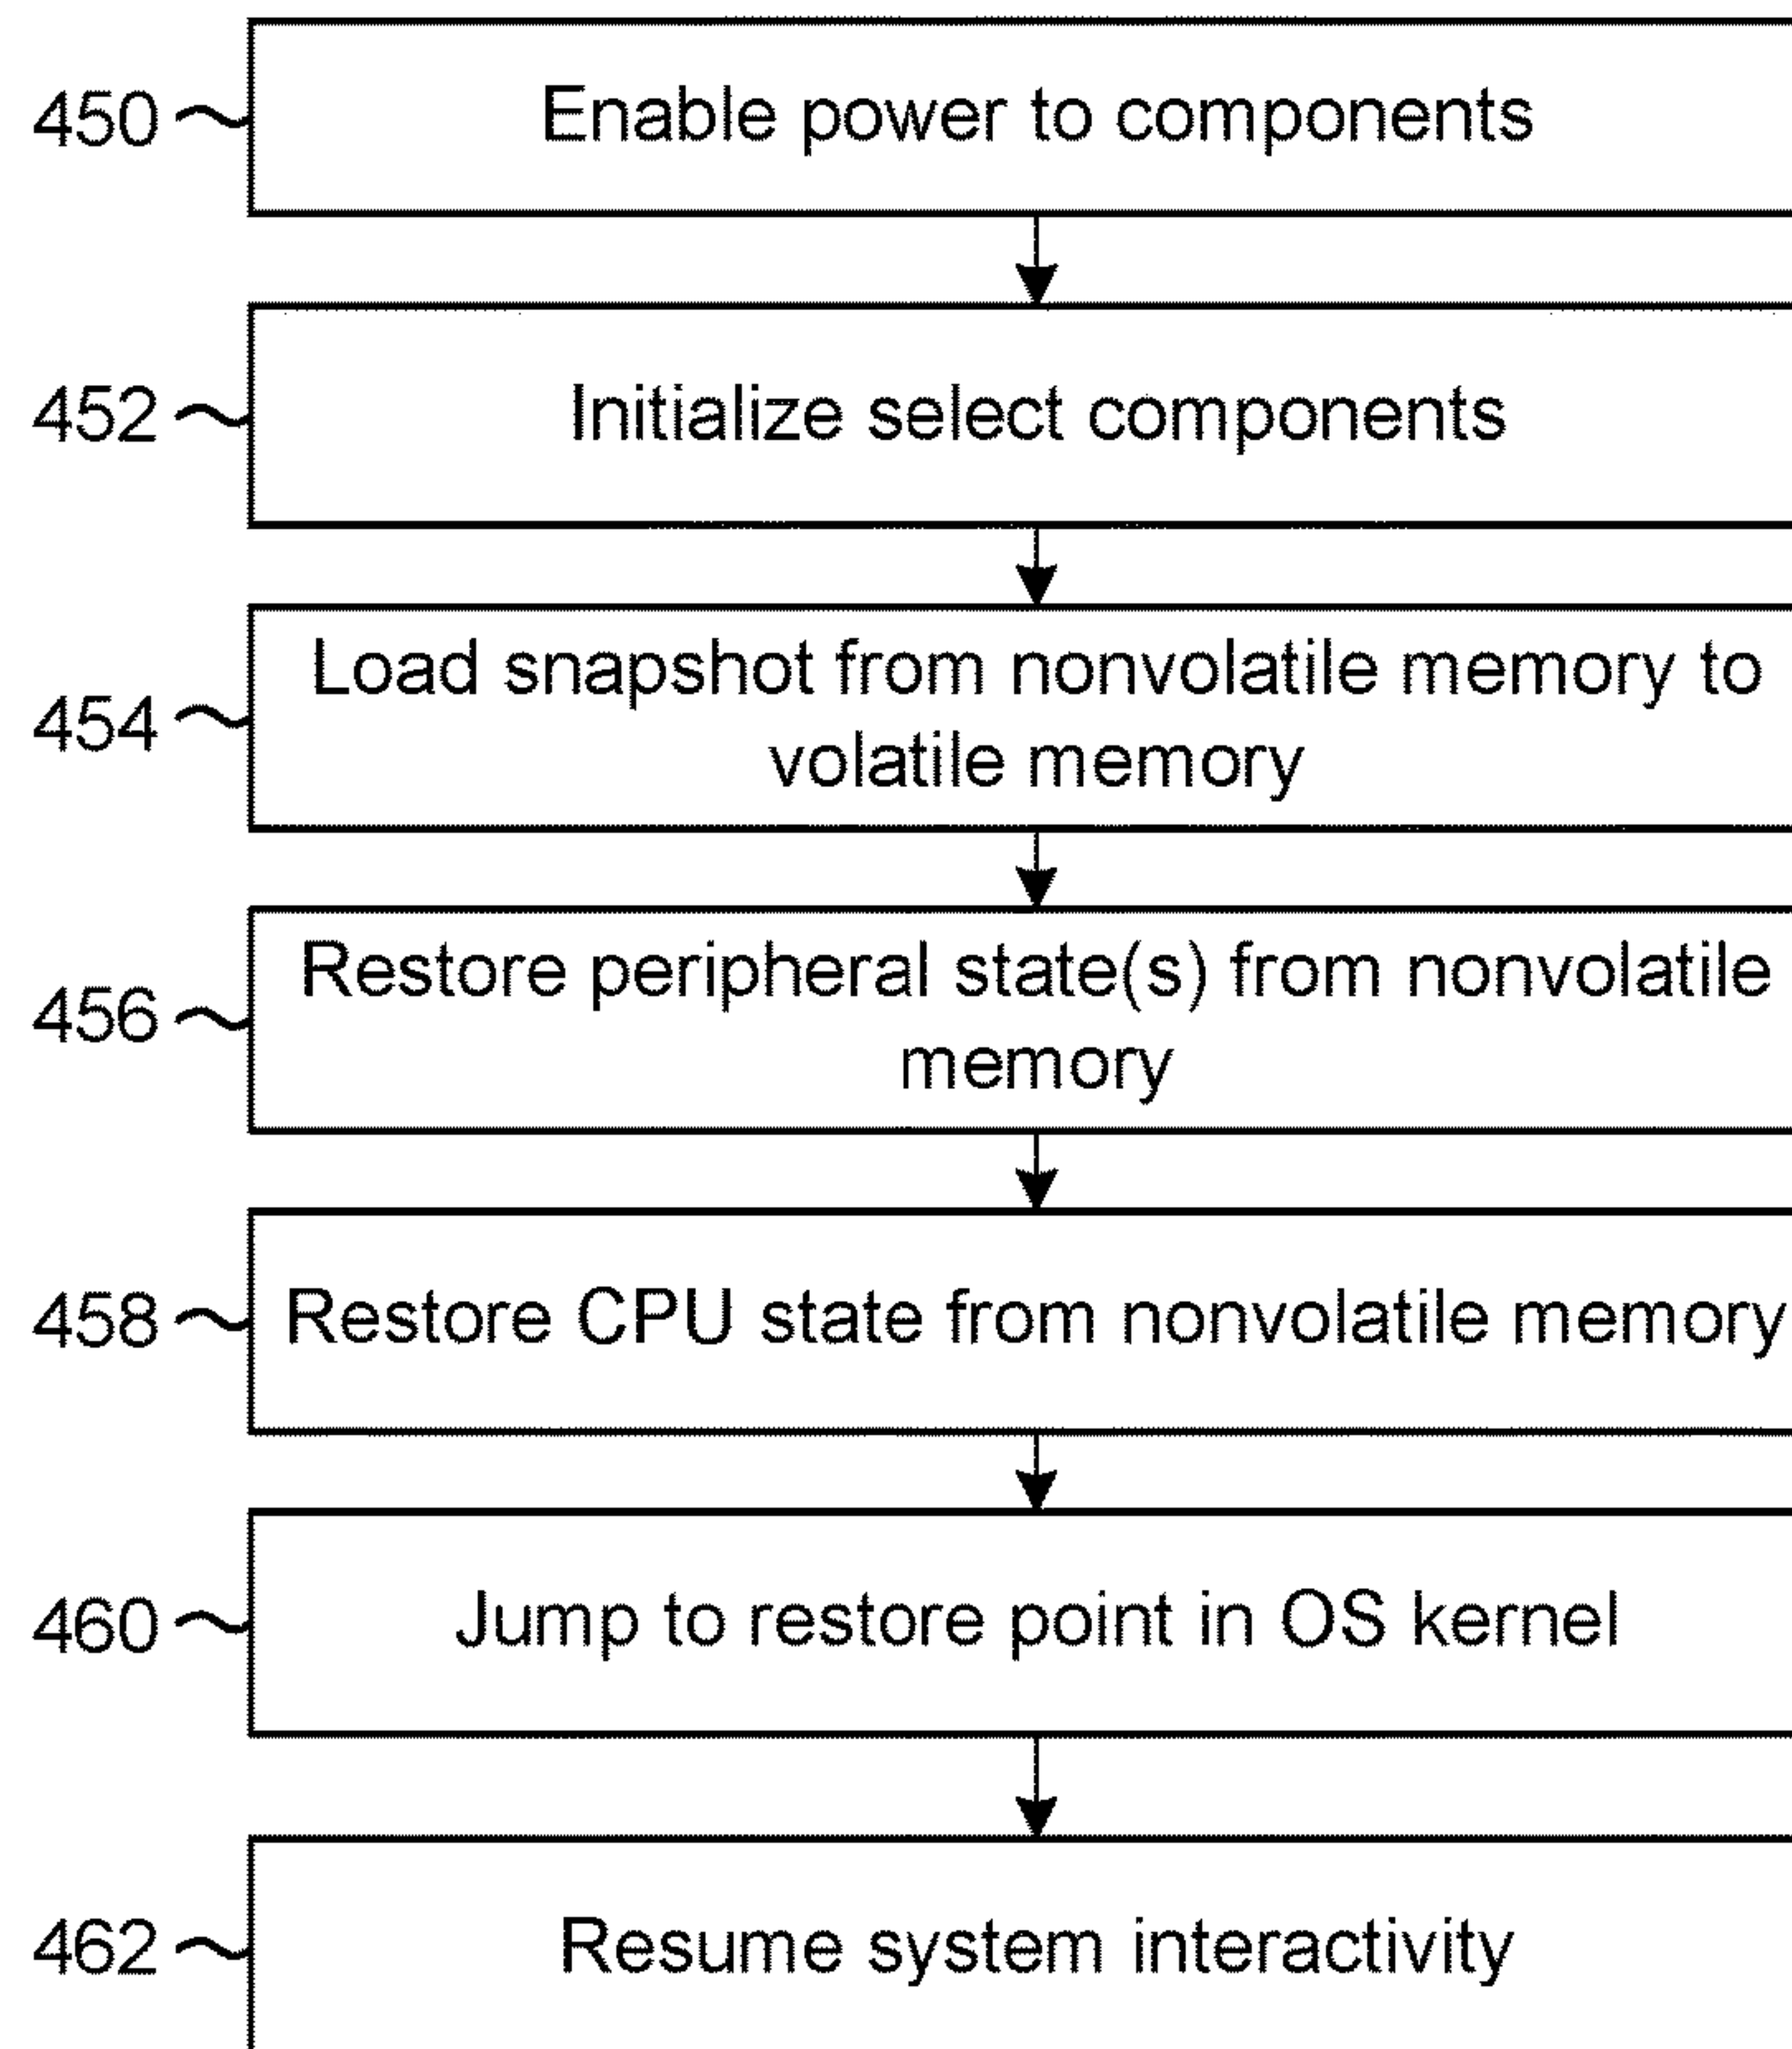 450
Enable power to components
452
Initialize select components
454
Load snapshot from nonvolatile memory to
volatile memory
456
Restore peripheral state(s) from nonvolatile
memory
458
Restore CPU state from nonvolatile memory
460
Jump to restore point in OS kernel
462
Resume system interactivity